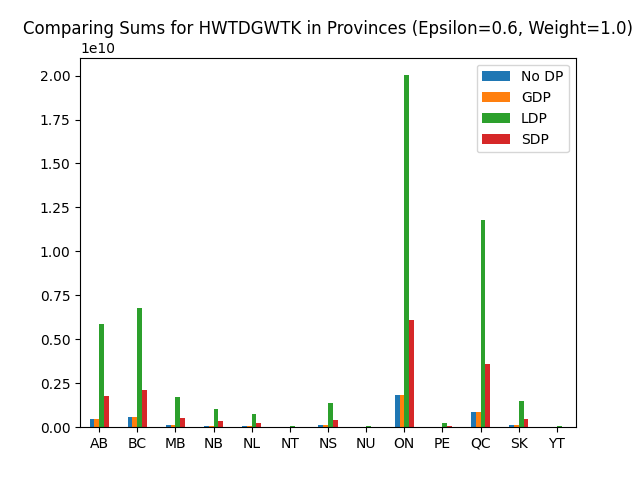 Comparing Sums for HWTDGWTK in Provinces (Epsilon=0.6, Weight=1.0)
1e10
No DP
GDP
LDP
SDP
2.00
1.75
1.50
1.25
1.00
0.75
0.50
0.25
0.00
AB BC MB NB NL NT NS NU ON PE QC SK YT